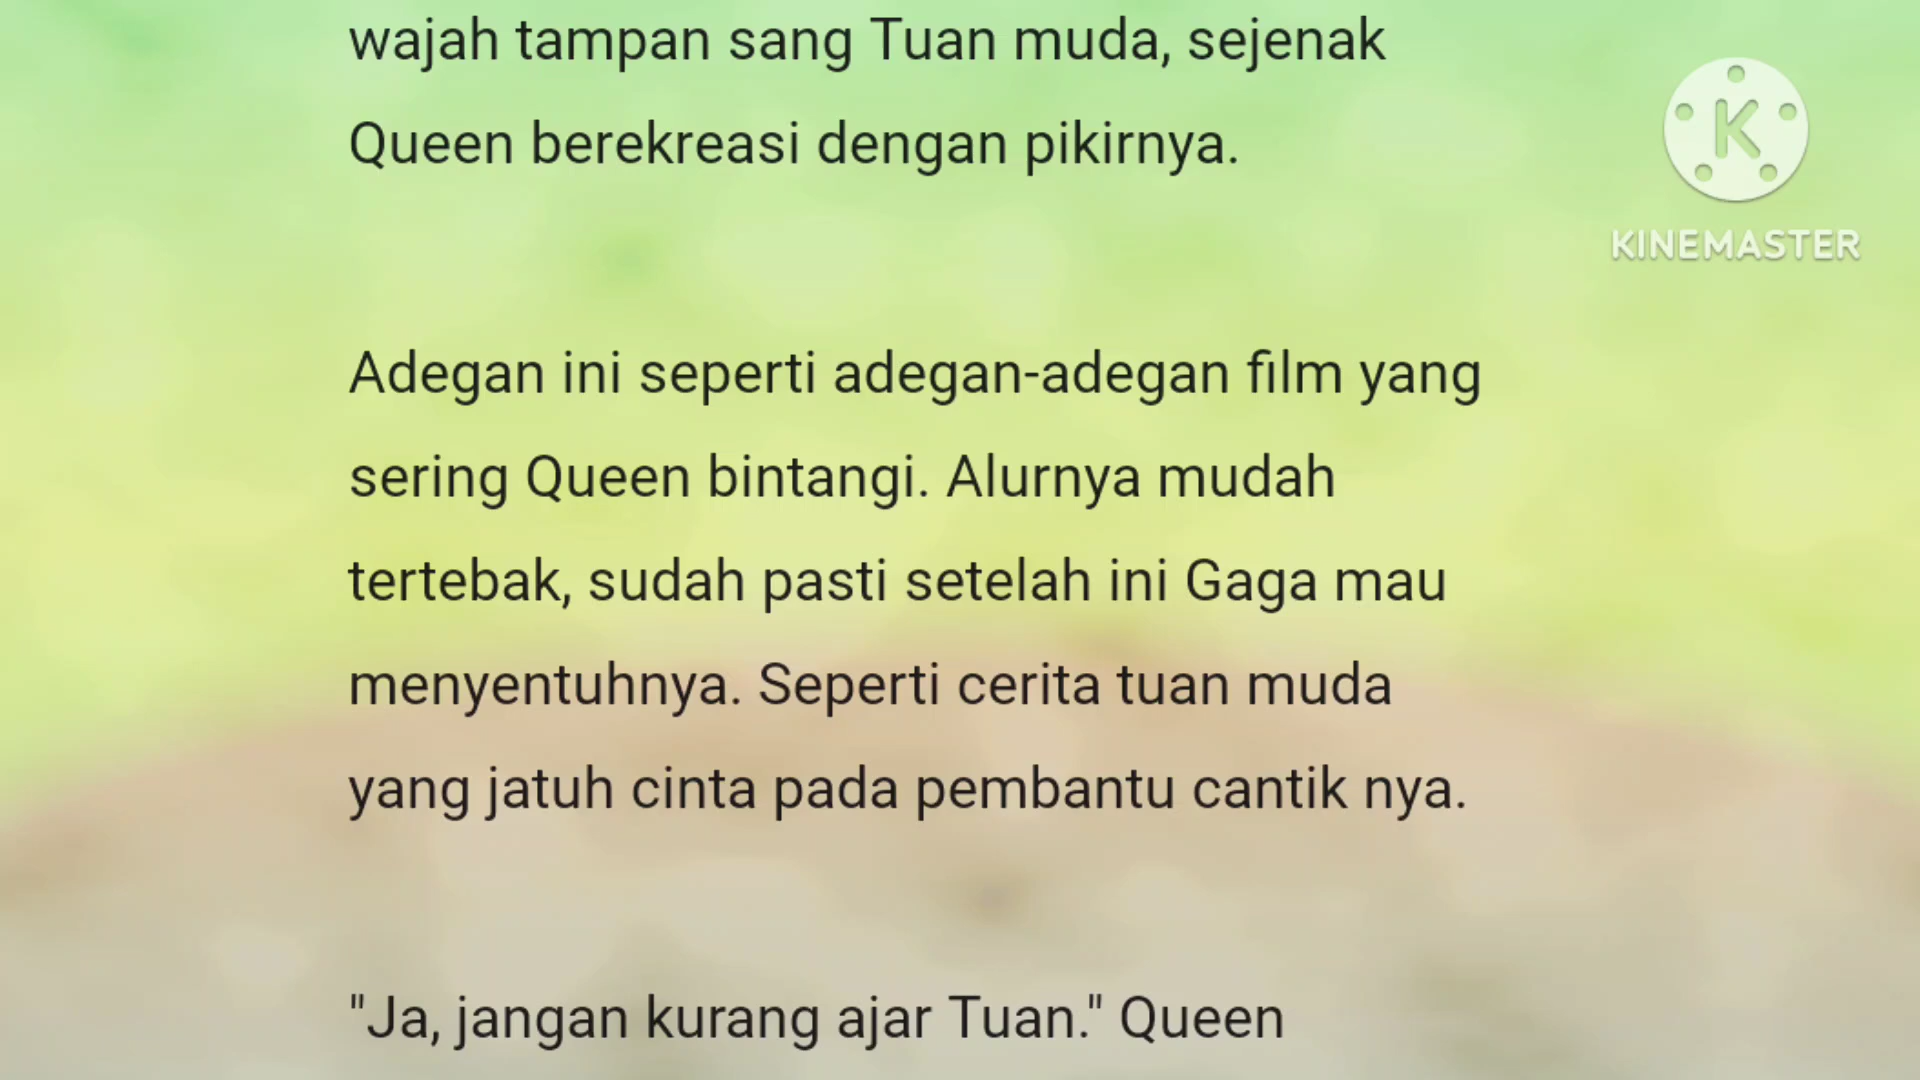 wajah tampan sang Tuan muda, sejenak
Queen berekreasi dengan pikirnya.
Adegan ini seperti adegan-adegan film yang
sering Queen bintangi. Alurnya mudah
tertebak, sudah pasti setelah ini Gaga mau
menyentuhnya. Seperti cerita tuan muda
yang jatuh cinta pada pembantu cantik nya.
"Ja, jangan kurang ajar Tuan." Queen
K
KINEMASTER